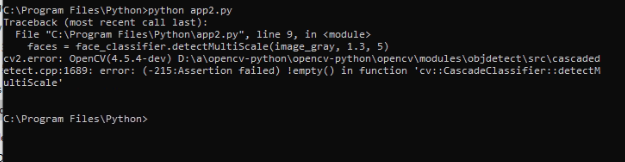 C:\Program Files\Python>python app2.py
Traceback (most recent call last):
  File "C:\Program Files\Python\app2.py", line 9, in <module>
    faces = face_classifier.detectMultiScale(image_gray, 1.3, 5)
cv2.error: OpenCV(4.5.4-dev) D:\a\opencv-python\opencv-python\opencv\modules\objdetect\src\cascaded
etect.cpp:1689: error: (-215:Assertion failed) !empty() in function 'cv::CascadeClassifier::detectM
ultiScale'
C:\Program Files\Python>